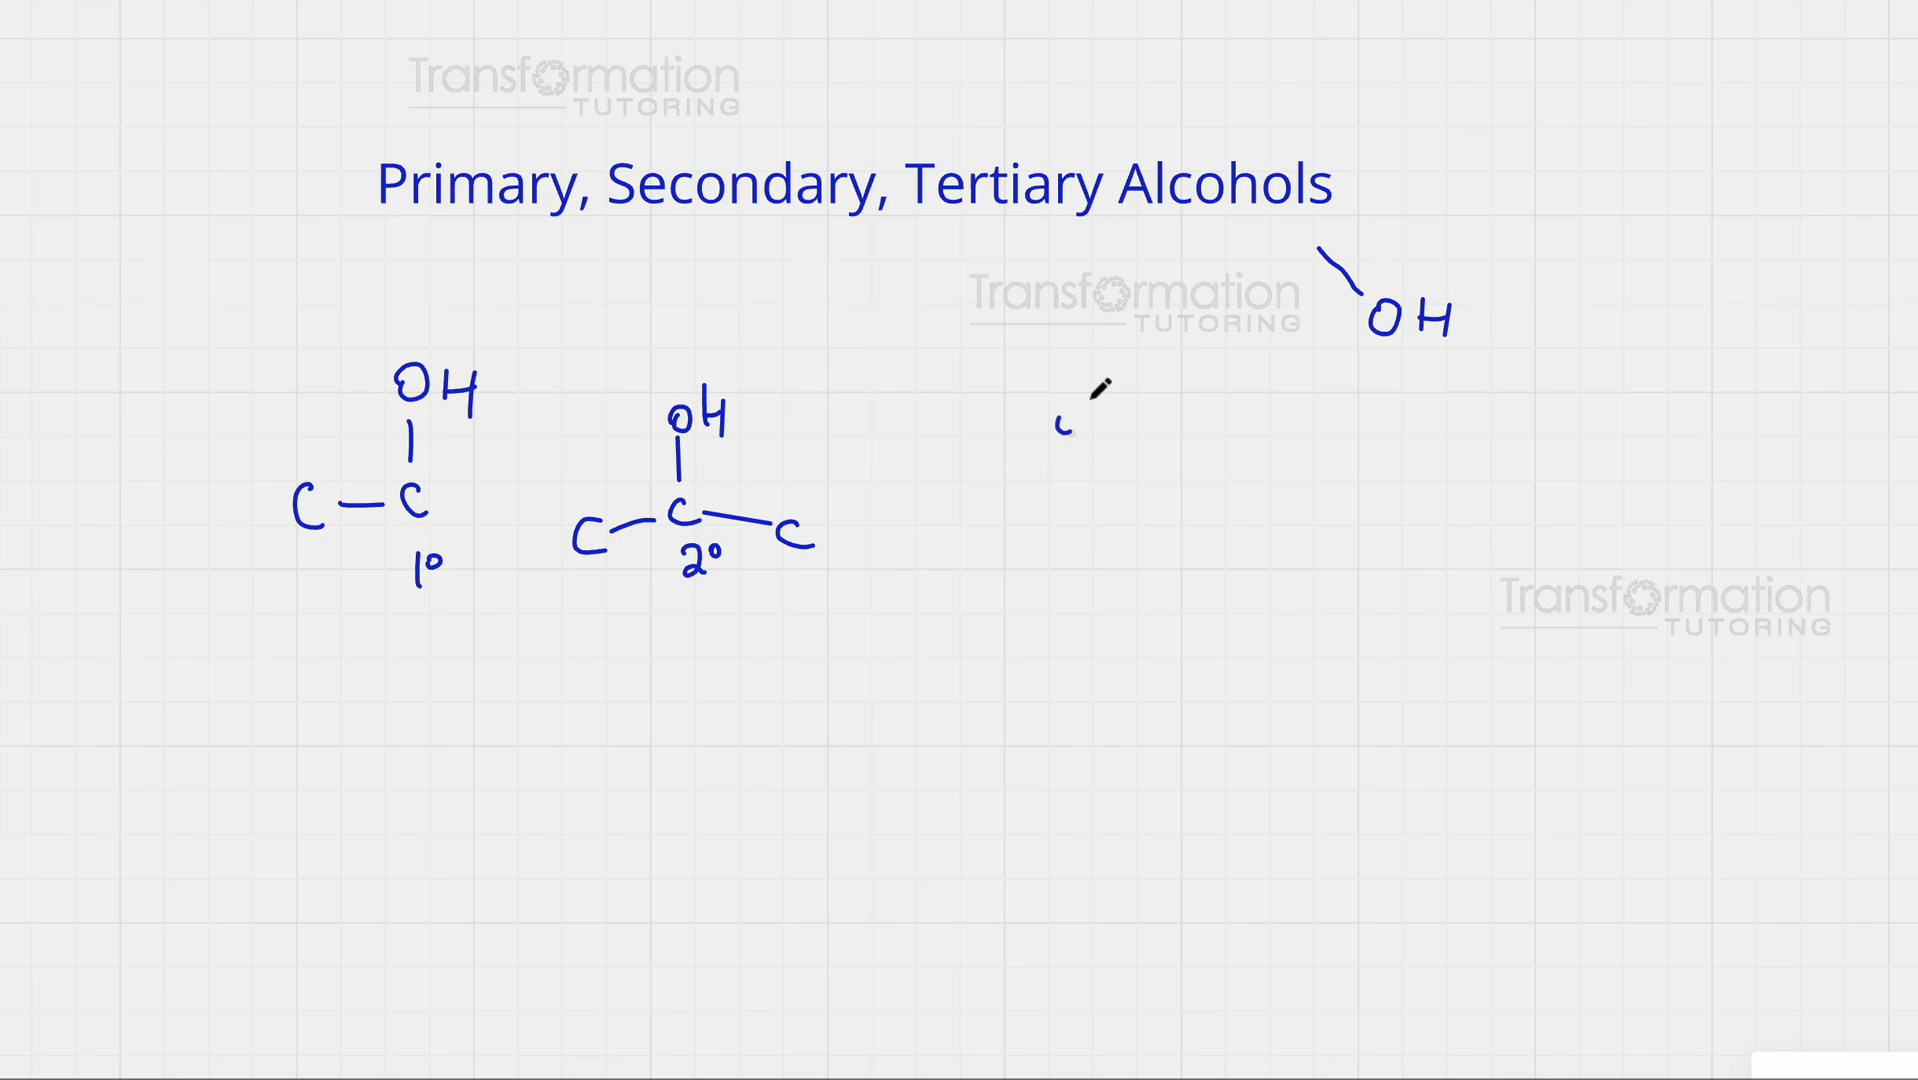 Transformation
TUTORING
Primary, Secondary, Tertiary Alcohols
Transformation
TUTORING
OH
OH
OH
C — C
C — C — C
1°
2°
Transformation
TUTORING